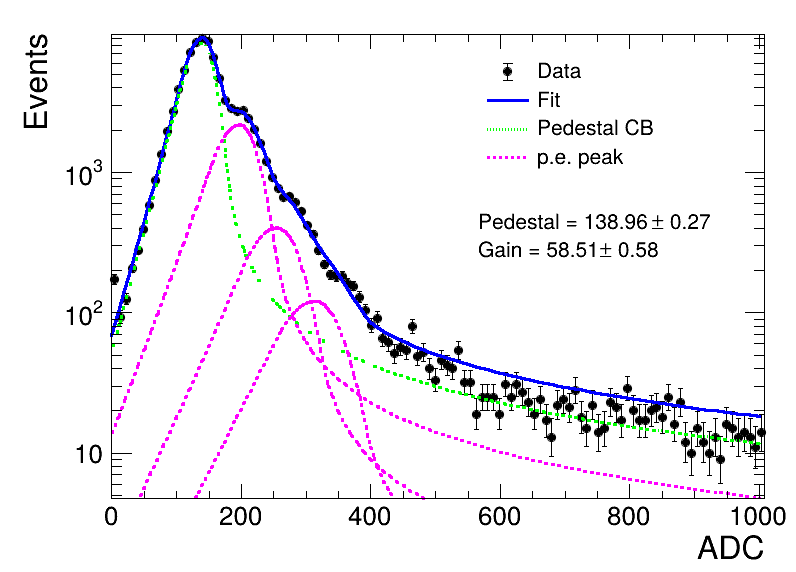 Events
Data
Fit
Pedestal CB
p.e. peak
Pedestal = 138.96 ± 0.27
Gain = 58.51 ± 0.58
10³
10²
10
0 200 400 600 800 1000
ADC